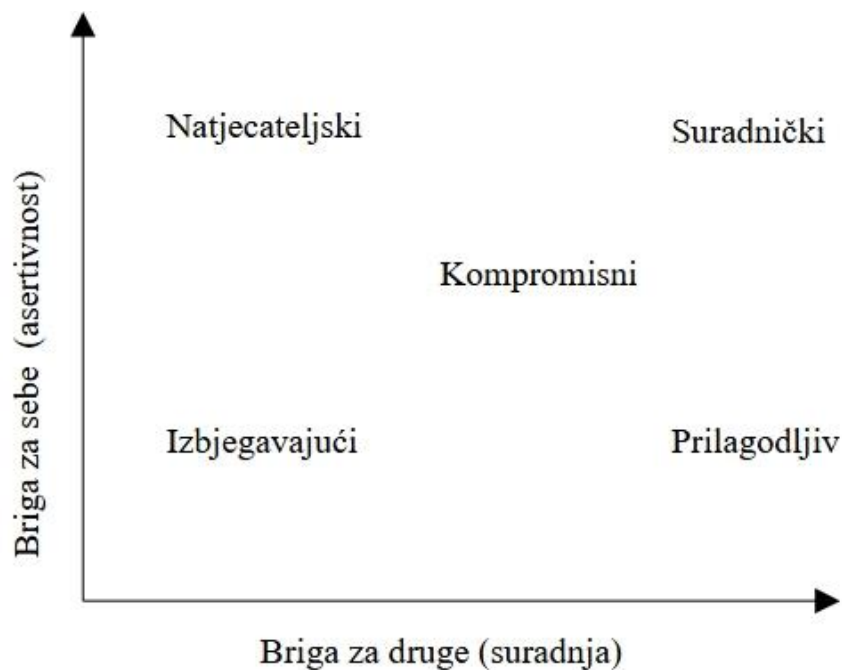 Natjecateljski
Suradnički
Kompromisni
Izbjegavajući
Prilagodljiv
Briga za sebe (asertivnost)
Briga za druge (suradnja)